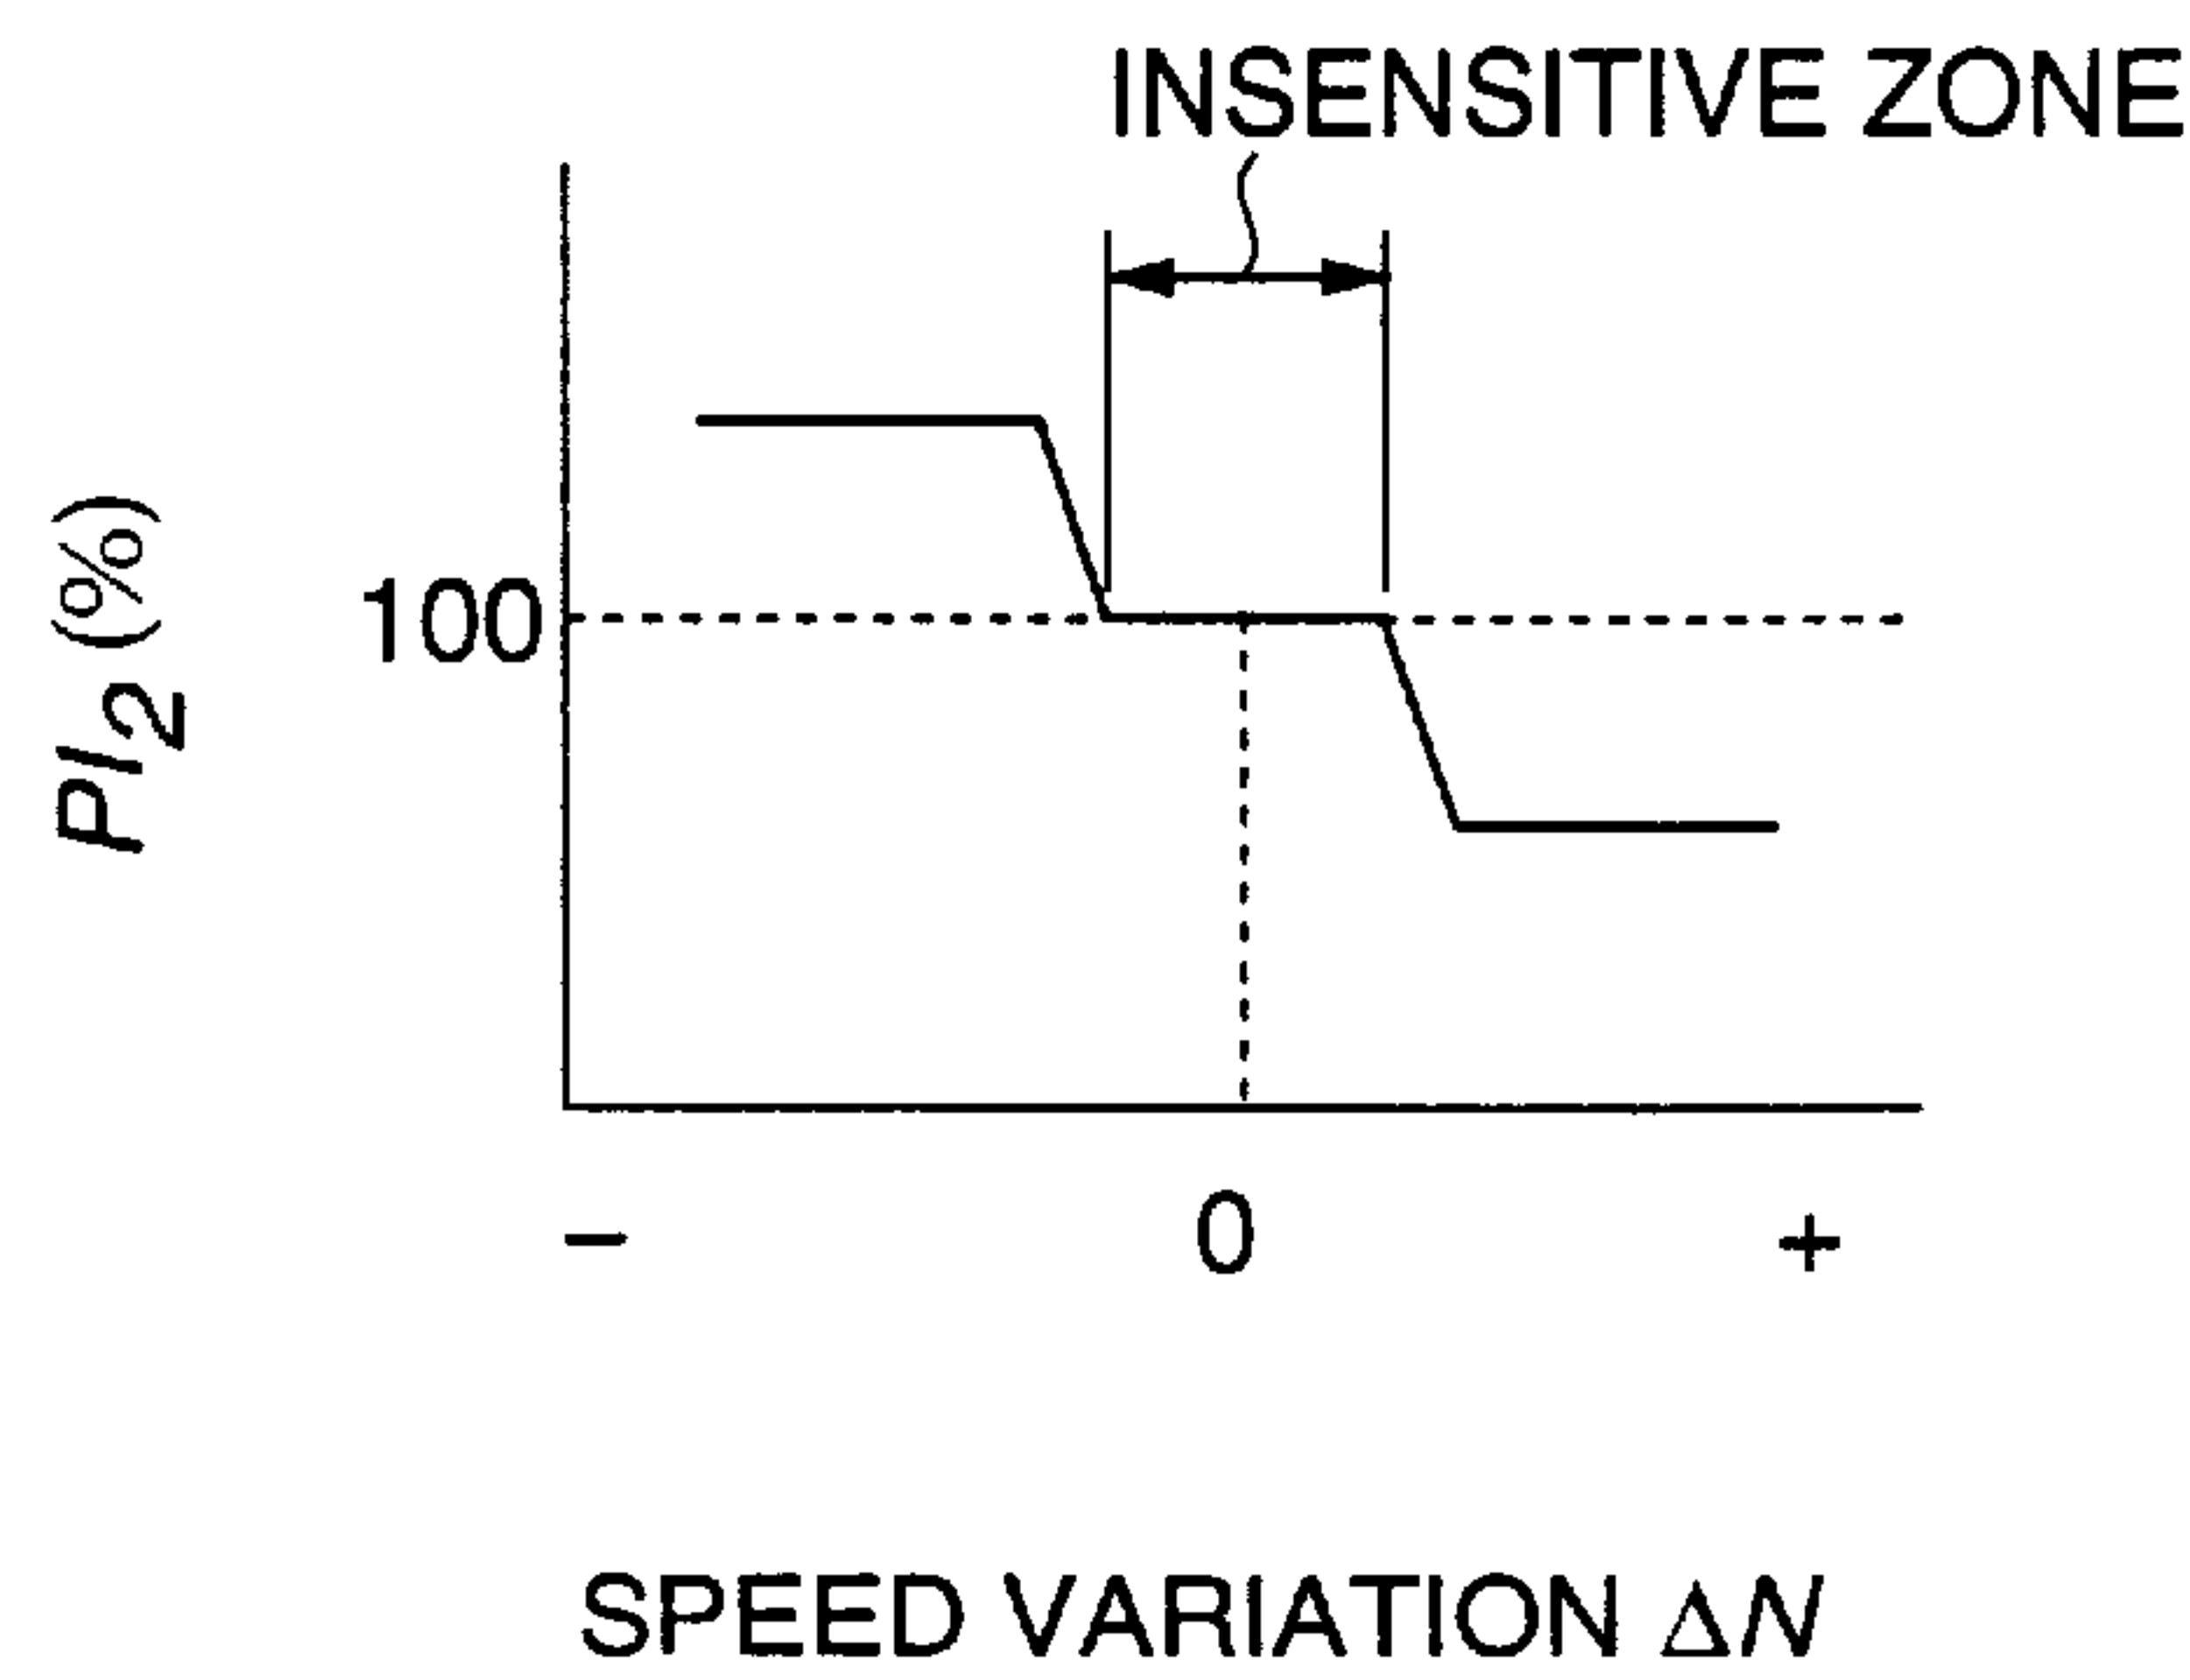 INSENSITIVE ZONE
PI2 (%)
100
– 0 +
SPEED VARIATION ΔN